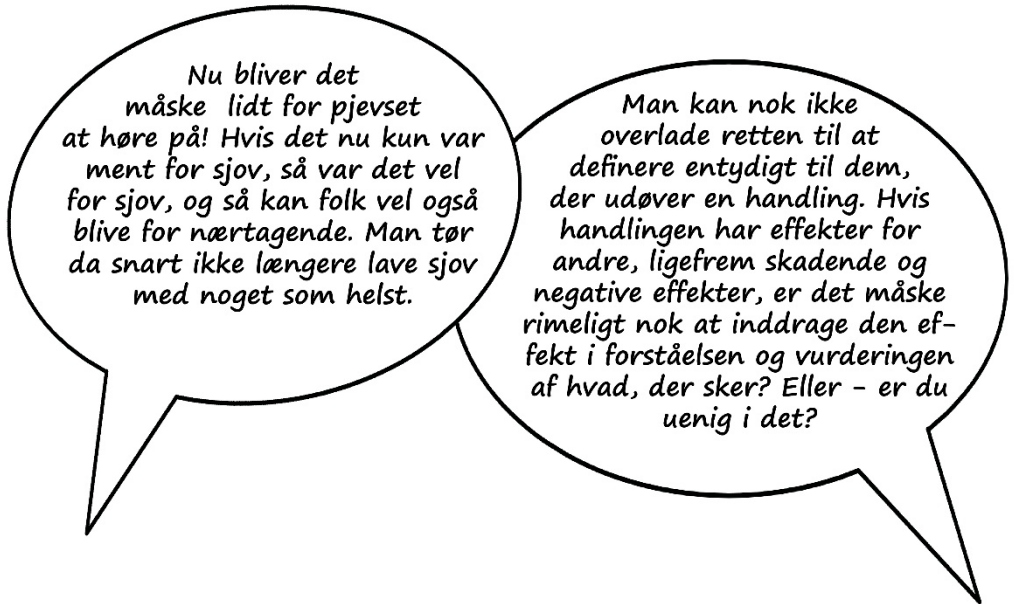 Nu bliver det
måske lidt for pjevset
at høre på! Hvis det nu kun var
ment for sjov, så var det vel
for sjov, og så kan folk vel også
blive for nærtagende. Man tør
da snart ikke længere lave sjov
med noget som helst.
Man kan nok ikke
overlade retten til at
definere entydigt til dem,
der udøver en handling. Hvis
handlingen har effekter for
andre, ligefrem skadende og
negative effekter, er det måske
rimeligt nok at inddrage den ef-
fekt i forståelsen og vurderingen
af hvad, der sker? Eller - er du
uenig i det?